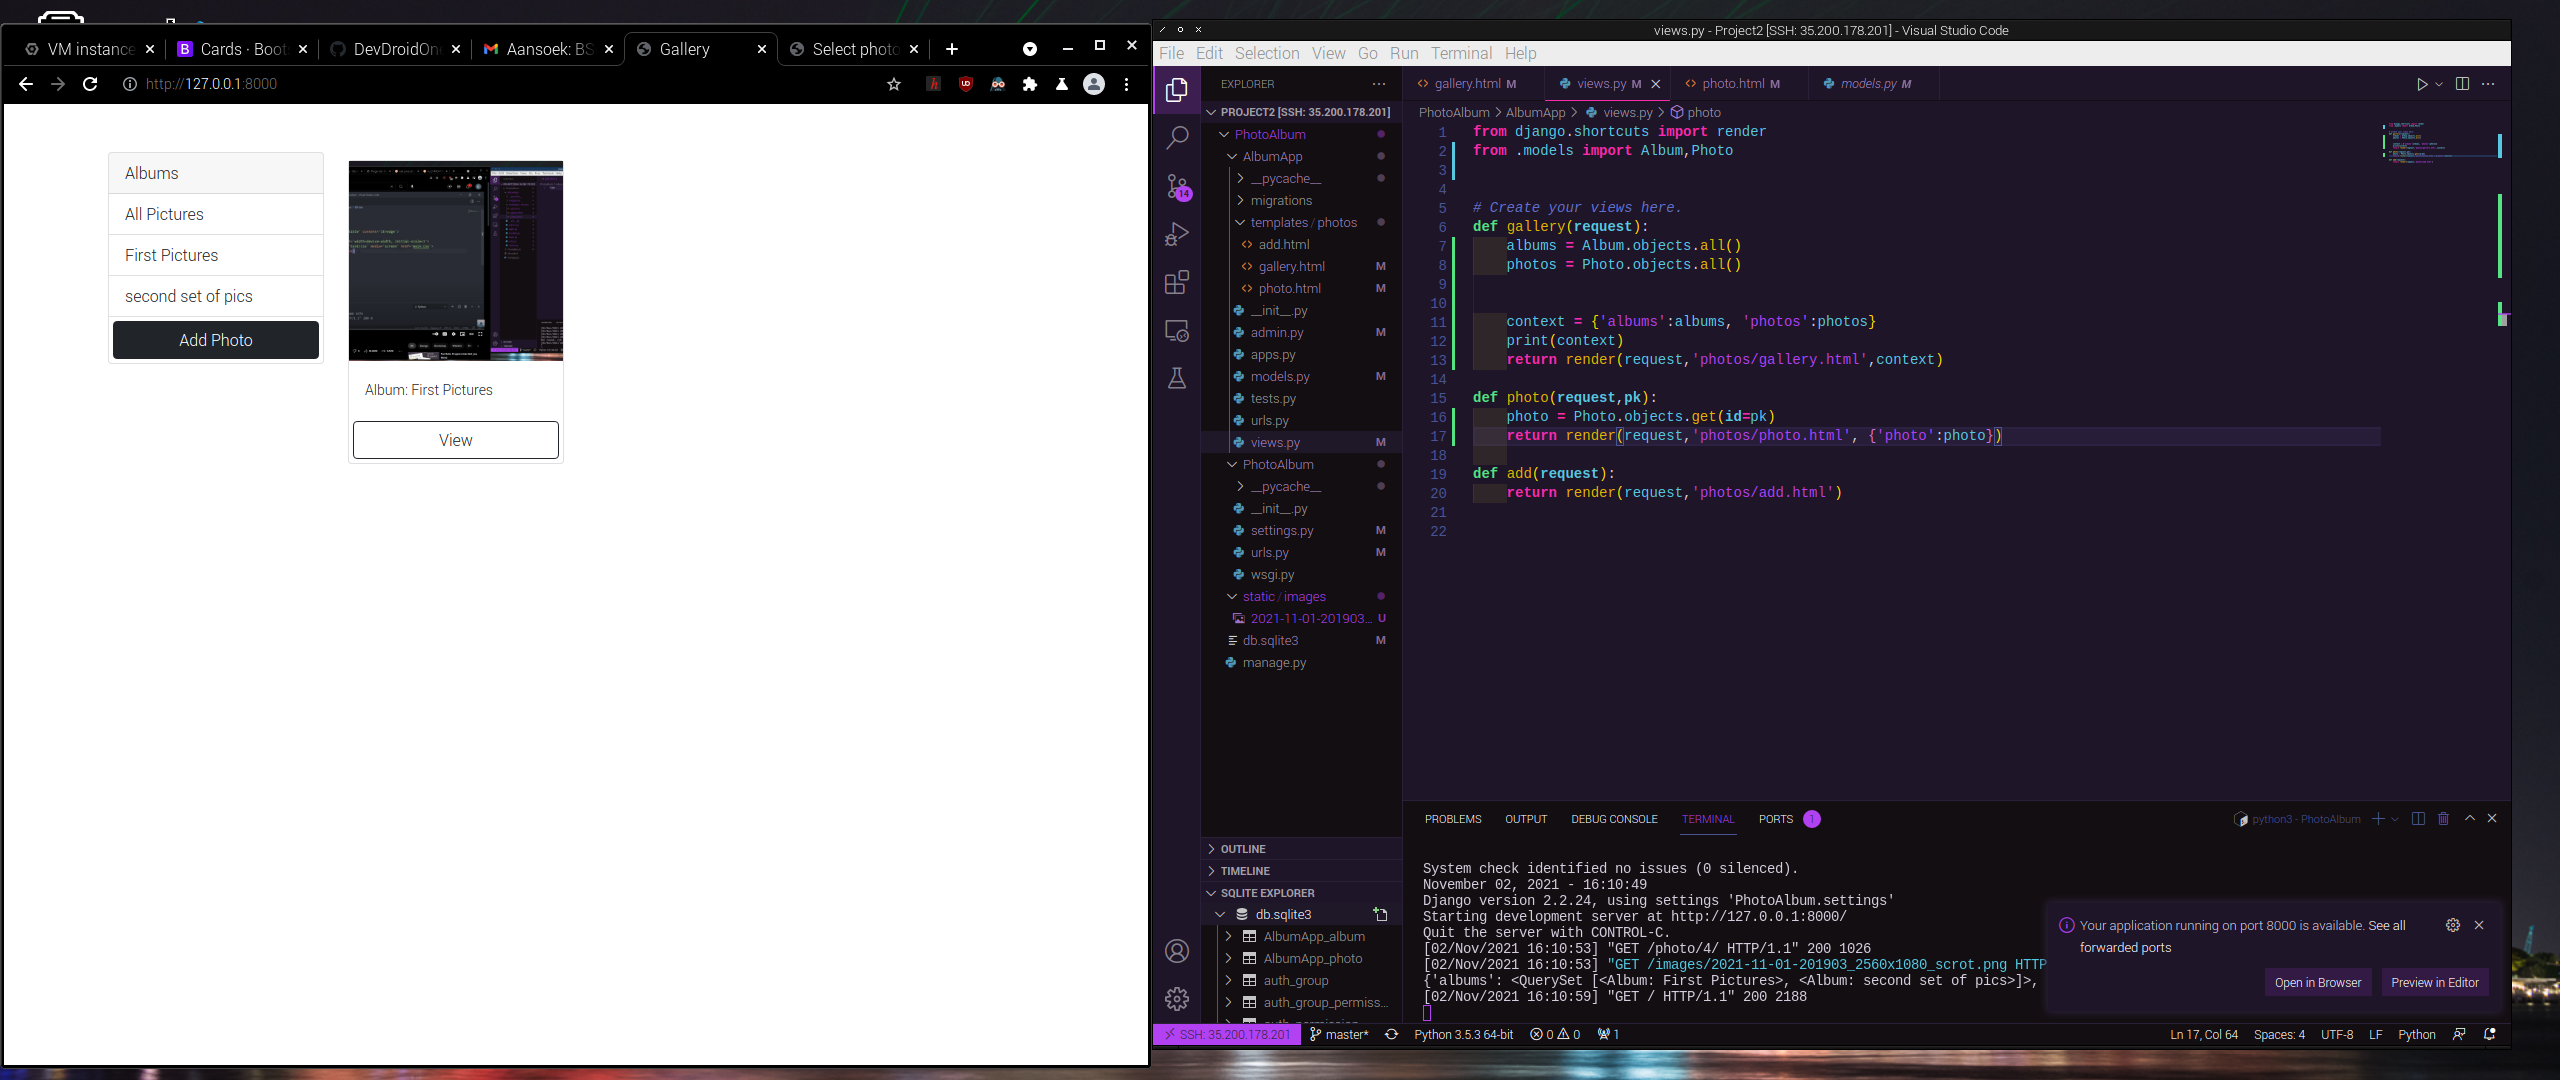 VM instance
Cards · Boot
DevDroidOn
Aansoek: BS
Gallery
Select photo
http://127.0.0.1:8000
Albums
All Pictures
First Pictures
second set of pics
Add Photo
Album: First Pictures
View
views.py - Project2 [SSH: 35.200.178.201] - Visual Studio Code
File Edit Selection View Go Run Terminal Help
EXPLORER
PROJECT2 [SSH: 35.200.178.201]
PhotoAlbum
AlbumApp
__pycache__
migrations
templates / photos
add.html
gallery.html M
photo.html M
__init__.py
admin.py M
apps.py
models.py M
tests.py
urls.py
views.py M
PhotoAlbum
__pycache__
__init__.py
settings.py M
urls.py M
wsgi.py
static / images
2021-11-01-201903... U
db.sqlite3 M
manage.py
OUTLINE
TIMELINE
SQLITE EXPLORER
db.sqlite3
AlbumApp_album
AlbumApp_photo
auth_group
auth_group_permiss...
auth_permission
14
gallery.html M
views.py M
photo.html M
models.py M
PhotoAlbum > AlbumApp > views.py > photo
1 from django.shortcuts import render
2 from .models import Album,Photo
3
4
5 # Create your views here.
6 def gallery(request):
7 albums = Album.objects.all()
8 photos = Photo.objects.all()
9
10
11 context = {'albums':albums, 'photos':photos}
12 print(context)
13 return render(request,'photos/gallery.html',context)
14
15 def photo(request,pk):
16 photo = Photo.objects.get(id=pk)
17 return render(request,'photos/photo.html', {'photo':photo})
18
19 def add(request):
20 return render(request,'photos/add.html')
21
22
PROBLEMS OUTPUT DEBUG CONSOLE TERMINAL PORTS 1
python3 - PhotoAlbum
System check identified no issues (0 silenced).
November 02, 2021 - 16:10:49
Django version 2.2.24, using settings 'PhotoAlbum.settings'
Starting development server at http://127.0.0.1:8000/
Quit the server with CONTROL-C.
[02/Nov/2021 16:10:53] "GET /photo/4/ HTTP/1.1" 200 1026
[02/Nov/2021 16:10:53] "GET /images/2021-11-01-201903_2560x1080_scrot.png HTTP
{'albums': <QuerySet [<Album: First Pictures>, <Album: second set of pics>]>,
[02/Nov/2021 16:10:59] "GET / HTTP/1.1" 200 2188
Your application running on port 8000 is available. See all
forwarded ports
Open in Browser
Preview in Editor
SSH: 35.200.178.201 master* Python 3.5.3 64-bit 0 0 1 Ln 17, Col 64 Spaces: 4 UTF-8 LF Python